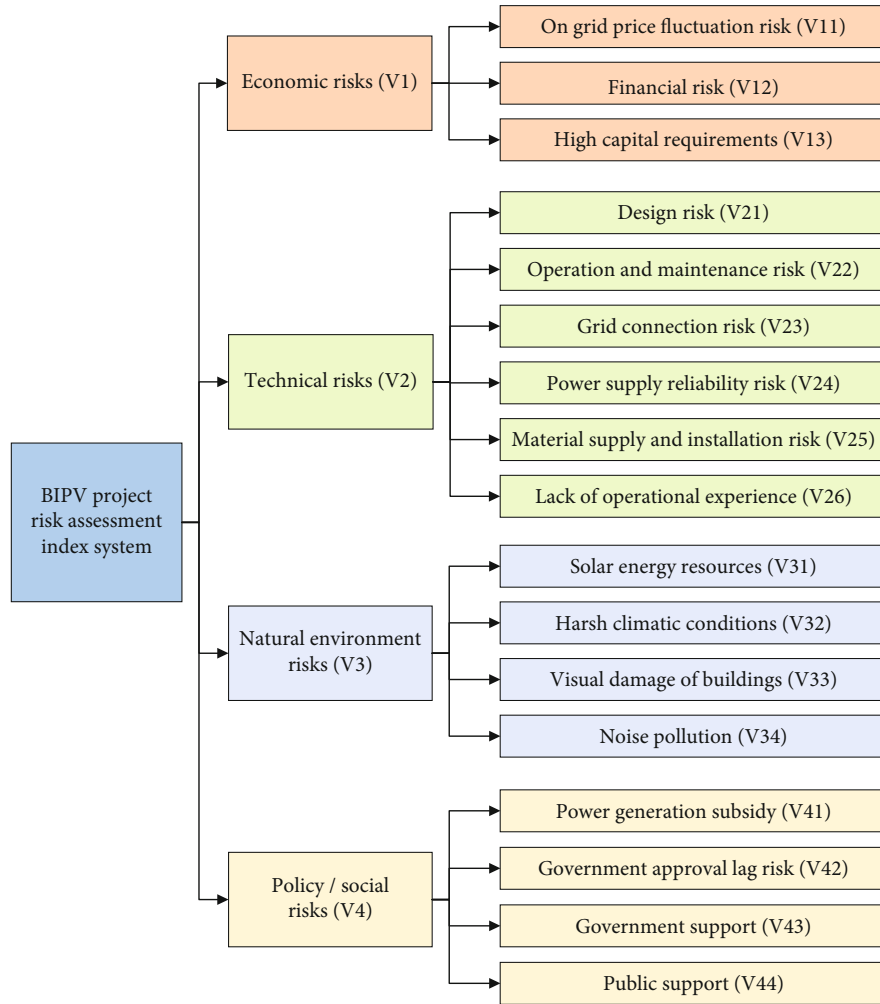 BIPV project
risk assessment
index system
Economic risks (V1)
On grid price fluctuation risk (V11)
Financial risk (V12)
High capital requirements (V13)
Technical risks (V2)
Design risk (V21)
Operation and maintenance risk (V22)
Grid connection risk (V23)
Power supply reliability risk (V24)
Material supply and installation risk (V25)
Lack of operational experience (V26)
Natural environment
risks (V3)
Solar energy resources (V31)
Harsh climatic conditions (V32)
Visual damage of buildings (V33)
Noise pollution (V34)
Policy / social
risks (V4)
Power generation subsidy (V41)
Government approval lag risk (V42)
Government support (V43)
Public support (V44)